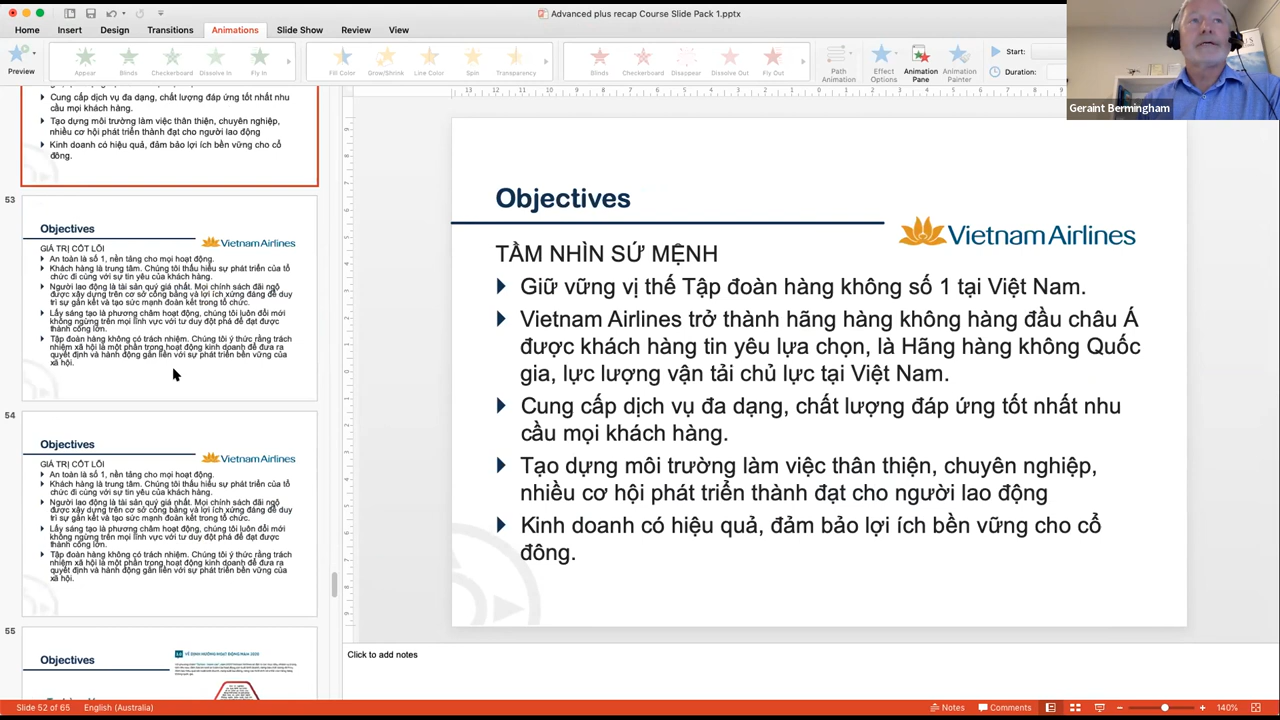 Advanced plus recap Course Slide Pack 1.pptx
Home Insert Design Transitions Animations Slide Show Review View
Preview
Appear Blinds Checkerboard Dissolve In Fly In
Fill Color Grow/Shrink Line Color Spin Transparency
Blinds Checkerboard Disappear Dissolve Out Fly Out
Path Animation
Effect Options
Animation Pane
Animation Painter
Start:
Duration:
Geraint Bermingham
Cung cấp dịch vụ đa dạng, chất lượng đáp ứng tốt nhất nhu
cầu mọi khách hàng.
Tạo dựng môi trường làm việc thân thiện, chuyên nghiệp,
nhiều cơ hội phát triển thành đạt cho người lao động
Kinh doanh có hiệu quả, đảm bảo lợi ích bền vững cho cổ
đông.
53
Objectives
Vietnam Airlines
GIÁ TRỊ CỐT LÕI
An toàn là số 1, nền tảng cho mọi hoạt động.
Khách hàng là trung tâm. Chúng tôi thấu hiểu sự phát triển của tổ
chức đi cùng với sự tin yêu của khách hàng.
Người lao động là tài sản quý giá nhất. Mọi chính sách đãi ngộ
được xây dựng trên cơ sở công bằng và lợi ích xứng đáng để duy
trì sự gắn kết và tạo sức mạnh đoàn kết trong tổ chức.
Lấy sáng tạo là phương châm hoạt động, chúng tôi luôn đổi mới
không ngừng trên mọi lĩnh vực với tư duy đột phá để đạt được
thành công lớn.
Tập đoàn hàng không có trách nhiệm. Chúng tôi ý thức rằng trách
nhiệm xã hội là một phần trong hoạt động kinh doanh để đưa ra
quyết định và hành động gắn liền với sự phát triển bền vững của
xã hội.
54
Objectives
Vietnam Airlines
GIÁ TRỊ CỐT LÕI
An toàn là số 1, nền tảng cho mọi hoạt động.
Khách hàng là trung tâm. Chúng tôi thấu hiểu sự phát triển của tổ
chức đi cùng với sự tin yêu của khách hàng.
Người lao động là tài sản quý giá nhất. Mọi chính sách đãi ngộ
được xây dựng trên cơ sở công bằng và lợi ích xứng đáng để duy
trì sự gắn kết và tạo sức mạnh đoàn kết trong tổ chức.
Lấy sáng tạo là phương châm hoạt động, chúng tôi luôn đổi mới
không ngừng trên mọi lĩnh vực với tư duy đột phá để đạt được
thành công lớn.
Tập đoàn hàng không có trách nhiệm. Chúng tôi ý thức rằng trách
nhiệm xã hội là một phần trong hoạt động kinh doanh để đưa ra
quyết định và hành động gắn liền với sự phát triển bền vững của
xã hội.
55
Objectives
Objectives
Vietnam Airlines
TẦM NHÌN SỨ MỆNH
Giữ vững vị thế Tập đoàn hàng không số 1 tại Việt Nam.
Vietnam Airlines trở thành hãng hàng không hàng đầu châu Á
được khách hàng tin yêu lựa chọn, là Hãng hàng không Quốc
gia, lực lượng vận tải chủ lực tại Việt Nam.
Cung cấp dịch vụ đa dạng, chất lượng đáp ứng tốt nhất nhu
cầu mọi khách hàng.
Tạo dựng môi trường làm việc thân thiện, chuyên nghiệp,
nhiều cơ hội phát triển thành đạt cho người lao động
Kinh doanh có hiệu quả, đảm bảo lợi ích bền vững cho cổ
đông.
Click to add notes
Slide 52 of 65 English (Australia) Notes Comments 140%